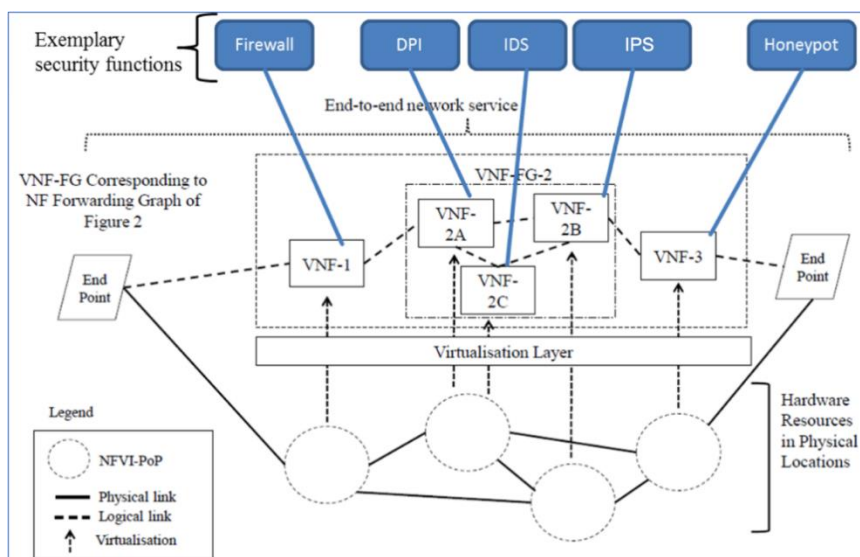 Exemplary
security functions
Firewall
DPI
IDS
IPS
Honeypot
End-to-end network service
VNF-FG Corresponding to
NF Forwarding Graph of
Figure 2
VNF-FG-2
End
Point
VNF-1
VNF-
2A
VNF-
2B
VNF-
2C
VNF-3
End
Point
Virtualisation Layer
Hardware
Resources
in Physical
Locations
Legend
NFVI-PoP
Physical link
Logical link
Virtualisation